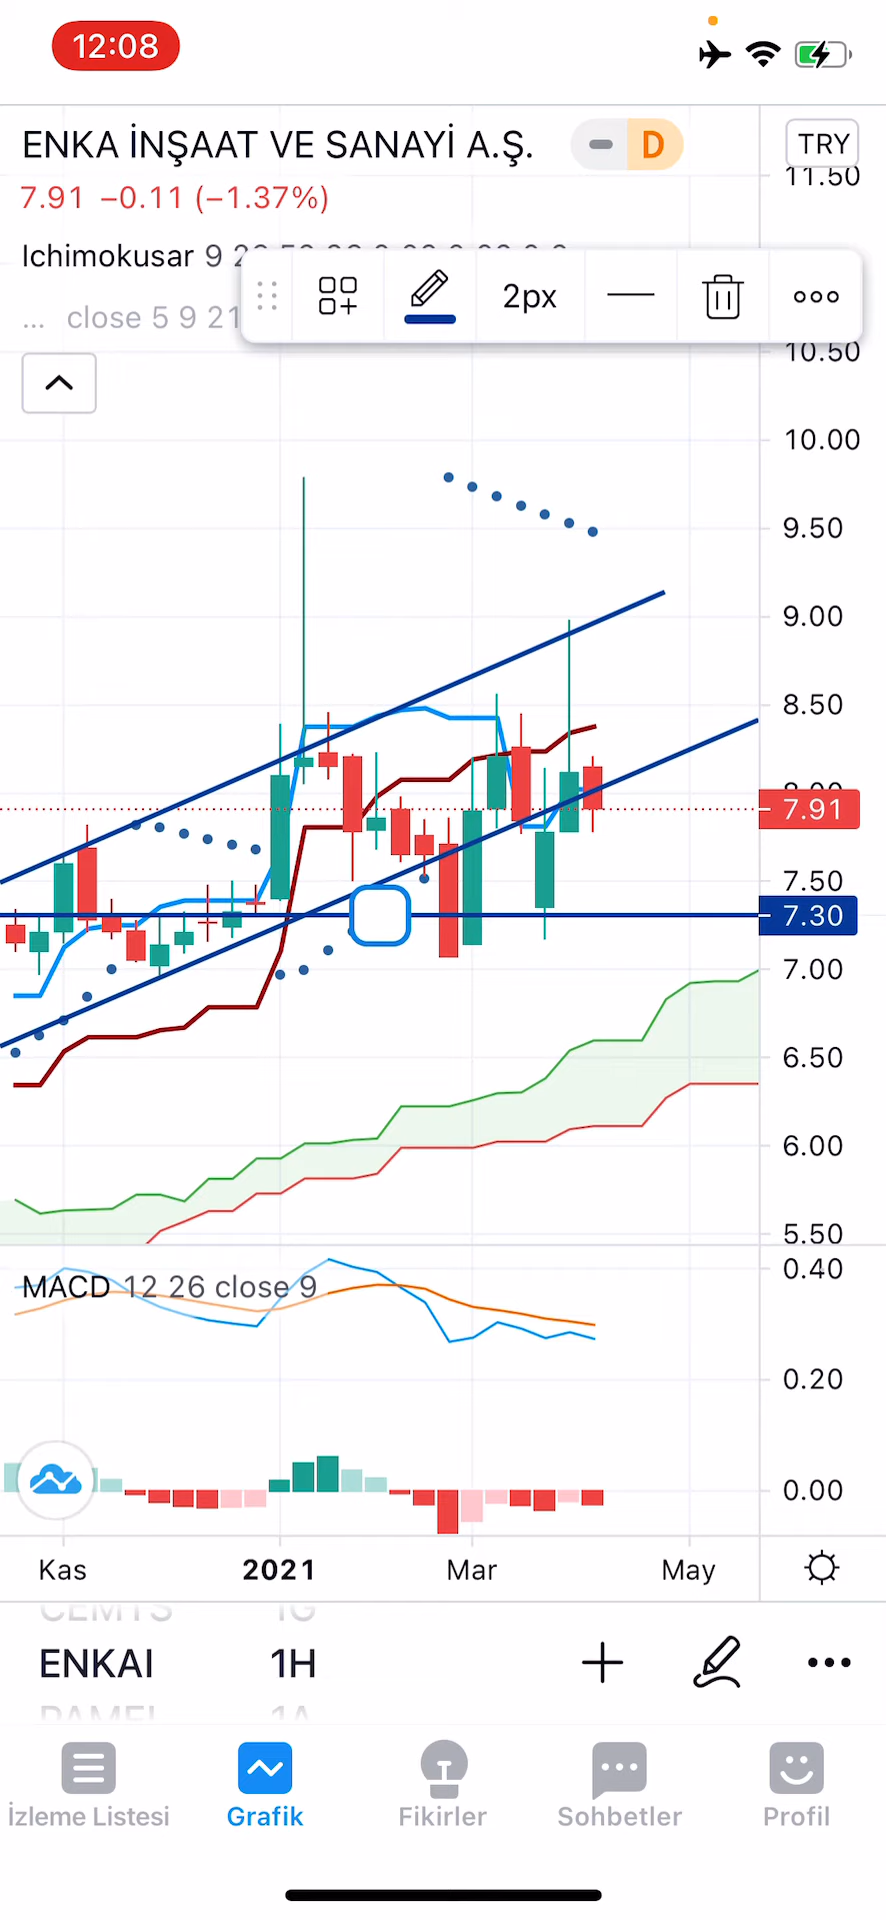 12:08
ENKA İNŞAAT VE SANAYİ A.Ş. D TRY
7.91 −0.11 (−1.37%)
11.50
Ichimokusar 9
2px
... close 5 9 21
10.50
10.00
9.50
9.00
8.50
7.91
7.50
7.30
7.00
6.50
6.00
5.50
MACD 12 26 close 9
0.40
0.20
0.00
Kas 2021 Mar May
ENKAI 1H
İzleme Listesi Grafik Fikirler Sohbetler Profil